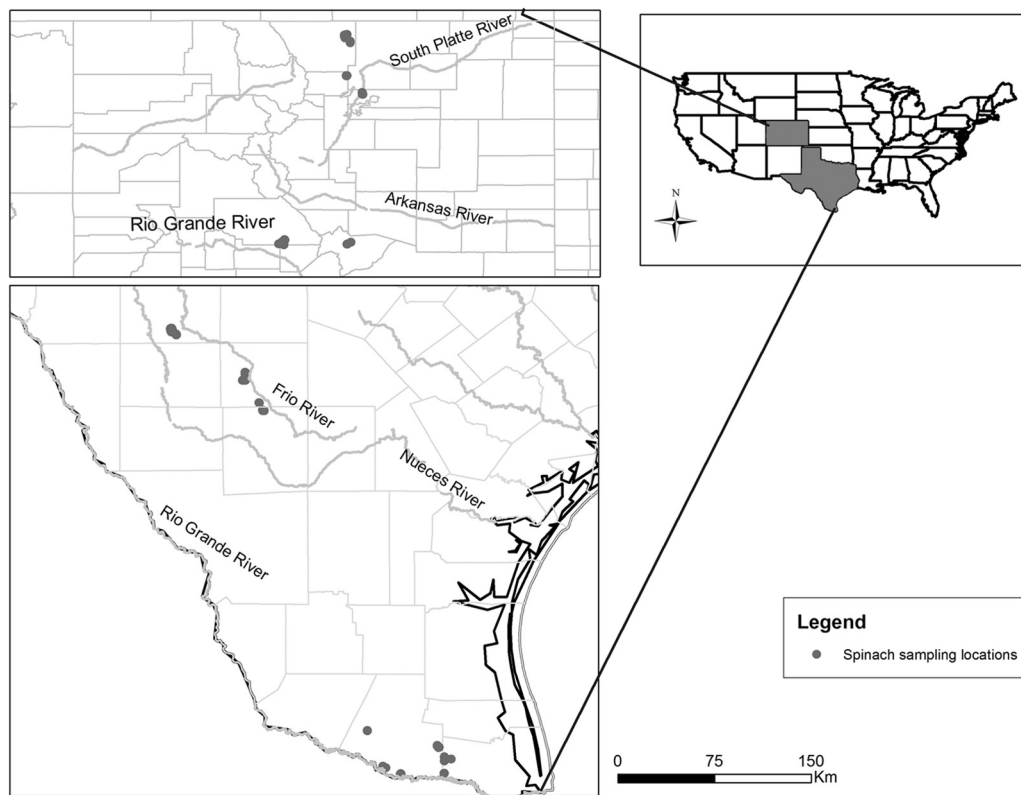 South Platte River
Arkansas River
Rio Grande River
N
Frio River
Nueces River
Rio Grande River
Legend
Spinach sampling locations
0 75 150
Km